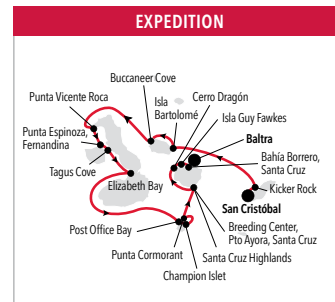 EXPEDITION
Buccaneer Cove
Cerro Dragón
Punta Vicente Roca
Isla
Bartolomé
Isla Guy Fawkes
Baltra
Punta Espinoza,
Fernandina
Bahía Borrero,
Santa Cruz
Tagus Cove
Kicker Rock
Elizabeth Bay
San Cristóbal
Post Office Bay
Breeding Center,
Pto Ayora, Santa Cruz
Punta Cormorant
Santa Cruz Highlands
Champion Islet